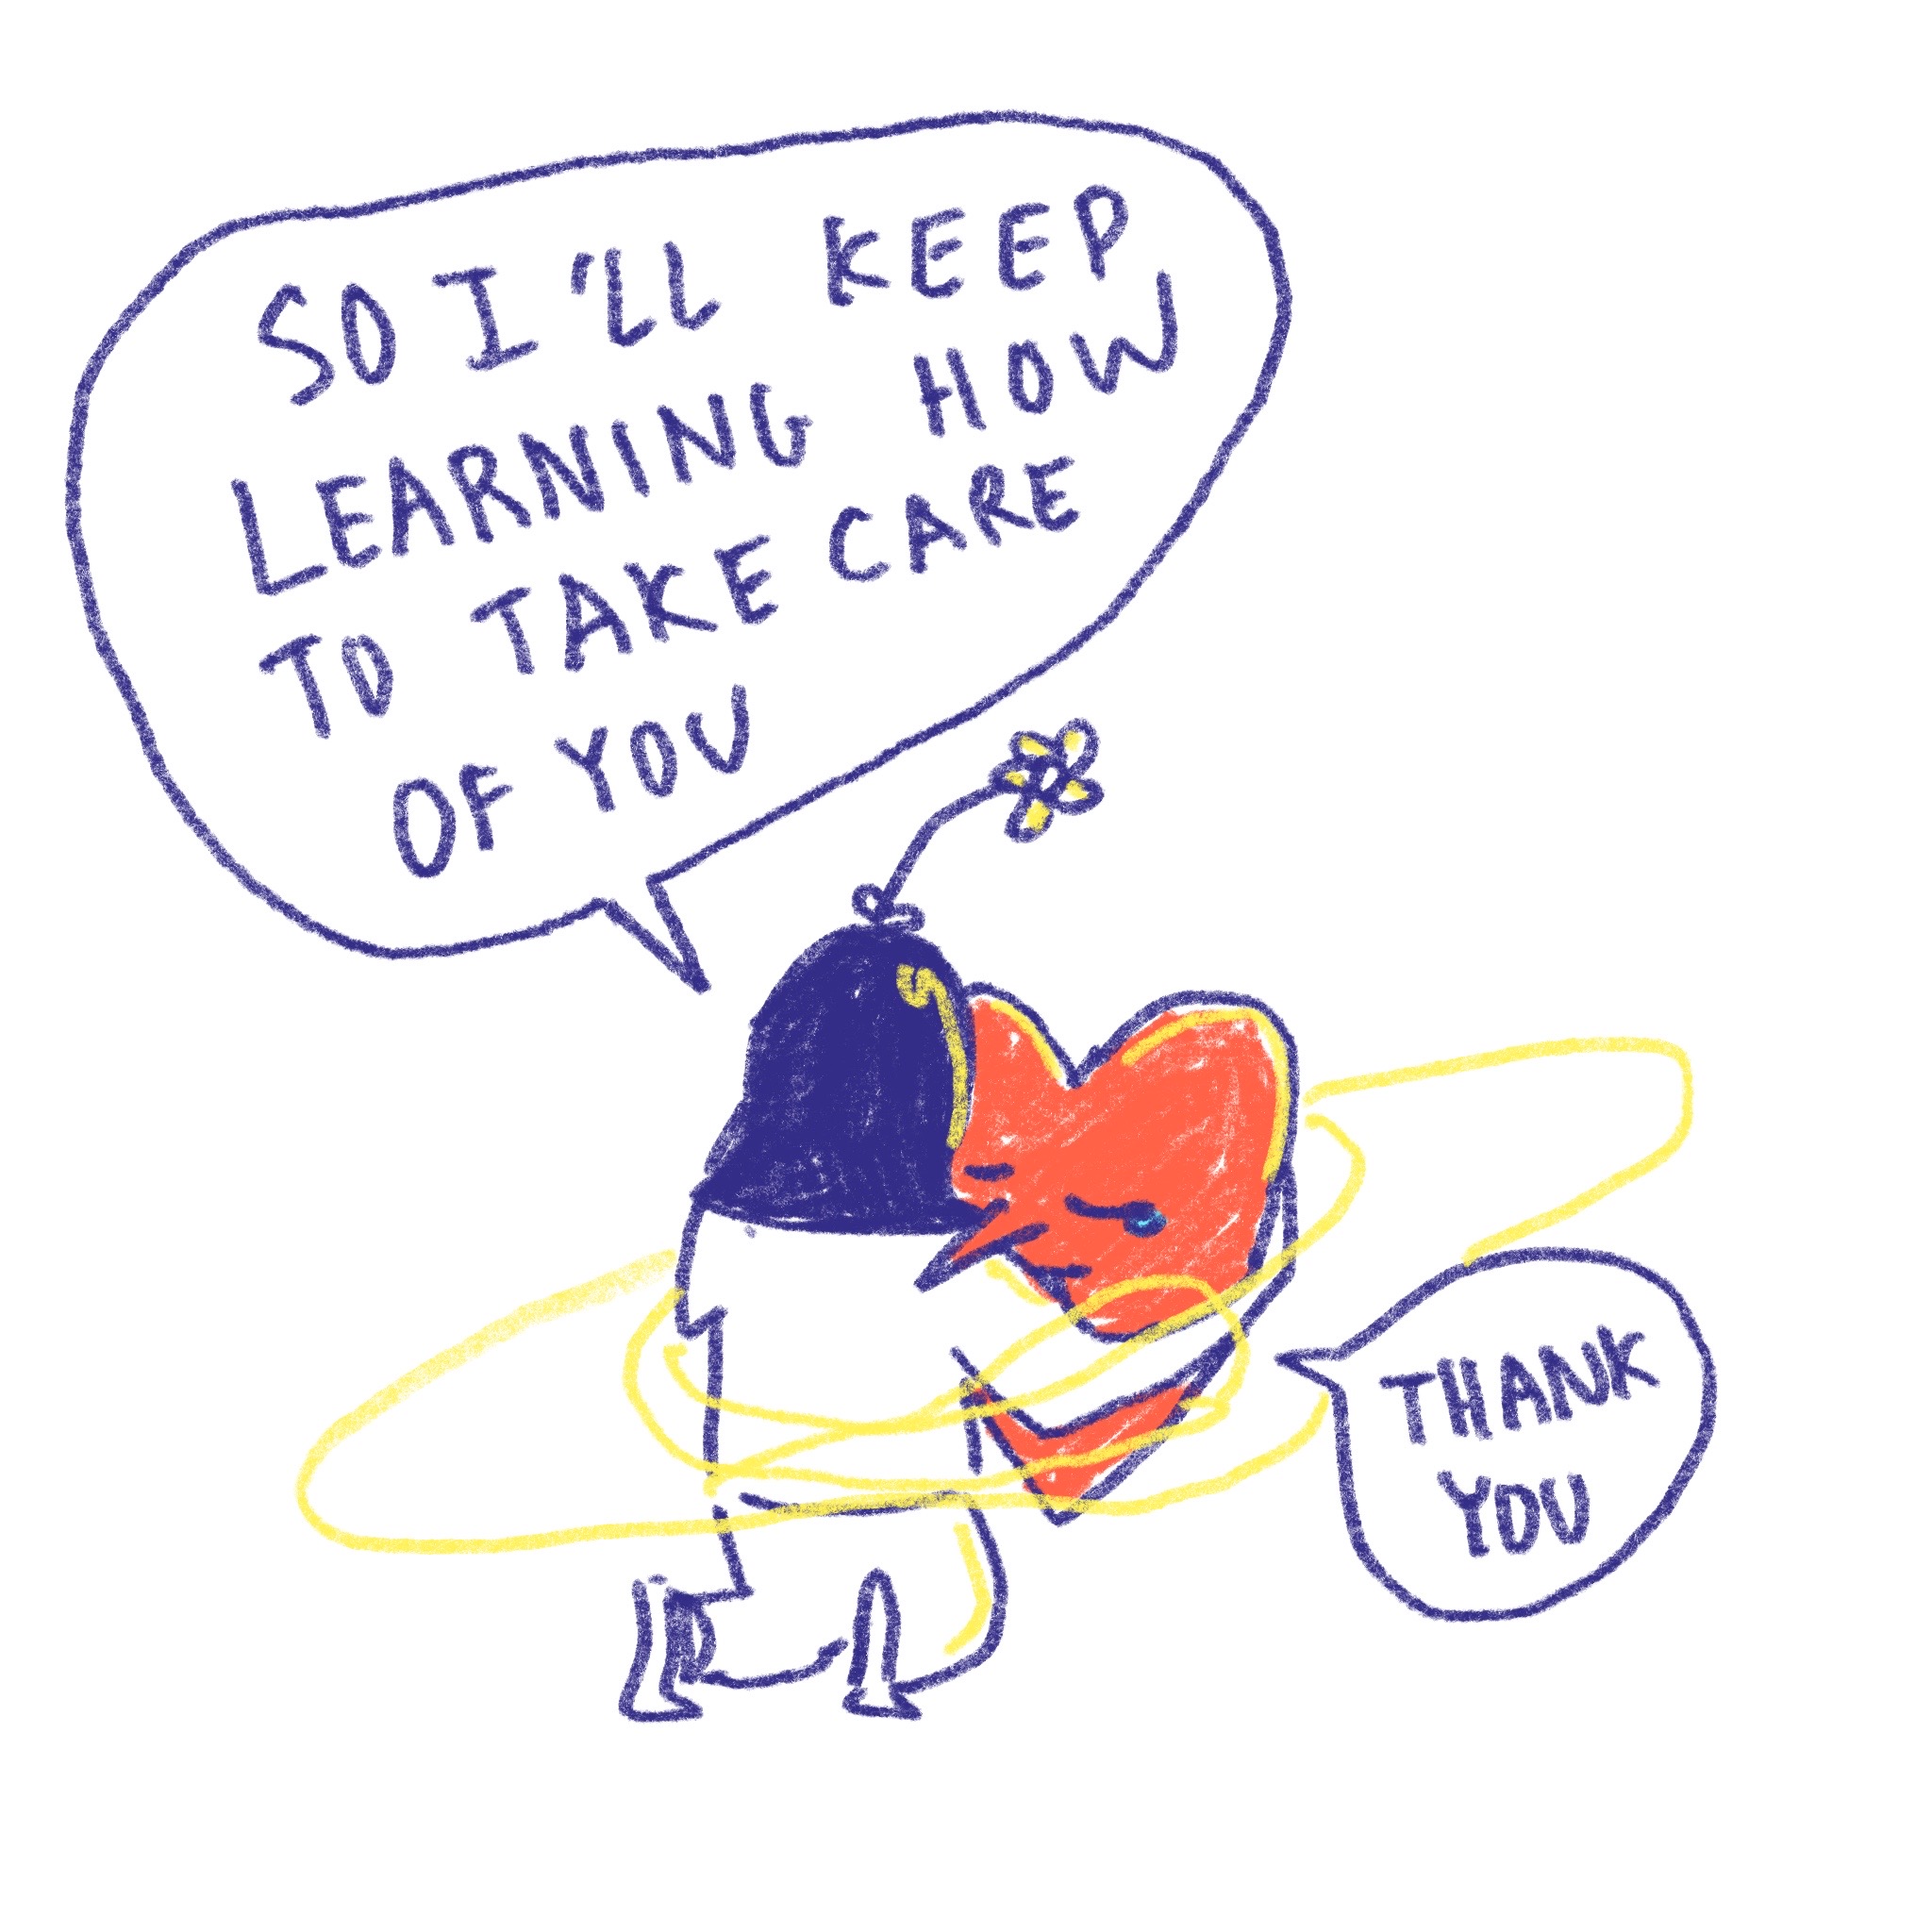 SO I'LL KEEP
LEARNING HOW
TO TAKE CARE
OF YOU
THANK
YOU